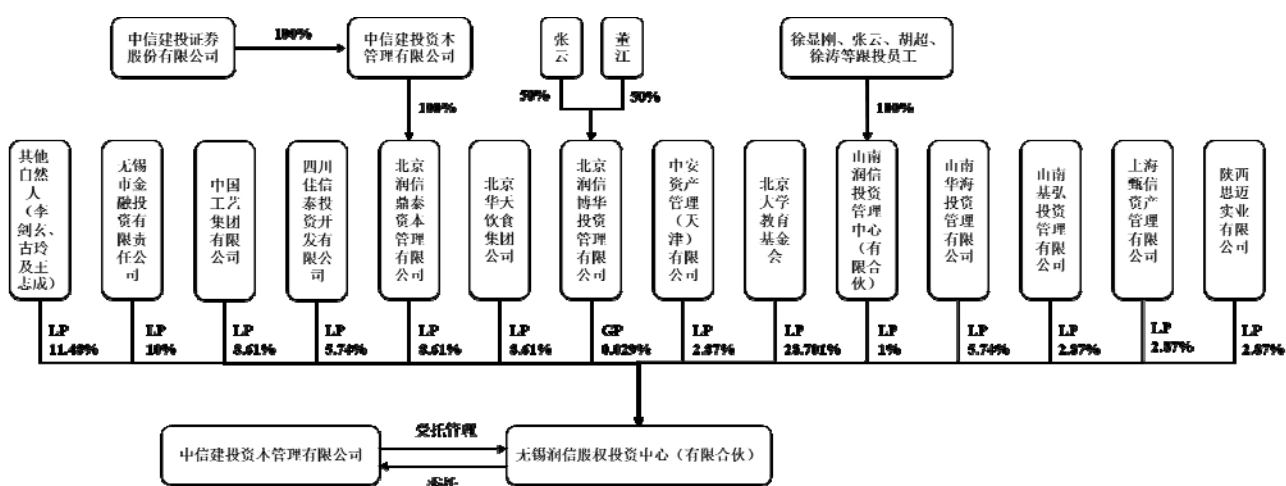 中信建投证券
股份有限公司
100%
中信建投资本
管理有限公司
张
云
董
江
徐显刚、张云、胡超、
徐涛等跟投员工
50%
50%
100%
100%
其他
自然
人
（李
剑玄、
古玲
及王
志成）
无锡
市金
融投
资有
限责
任公
司
中国
工艺
集团
有限
公司
四川
佳信
泰投
资开
发有
限公
司
北京
润信
鼎泰
资本
管理
有限
公司
北京
华天
饮食
集团
公司
北京
润信
博华
投资
管理
有限
公司
中安
资产
管理
（天
津）
有限
公司
北京
大学
教育
基金
会
山南
润信
投资
管理
中心
（有
限合
伙）
山南
华海
投资
管理
有限
公司
山南
基弘
投资
管理
有限
公司
上海
甄信
资产
管理
有限
公司
陕西
思迈
实业
有限
公司
LP
11.48%
LP
10%
LP
8.61%
LP
5.74%
LP
8.61%
LP
8.61%
GP
0.029%
LP
2.87%
LP
28.701%
LP
1%
LP
5.74%
LP
2.87%
LP
2.87%
LP
2.87%
中信建投资本管理有限公司
受托管理
委托
无锡润信股权投资中心（有限合伙）